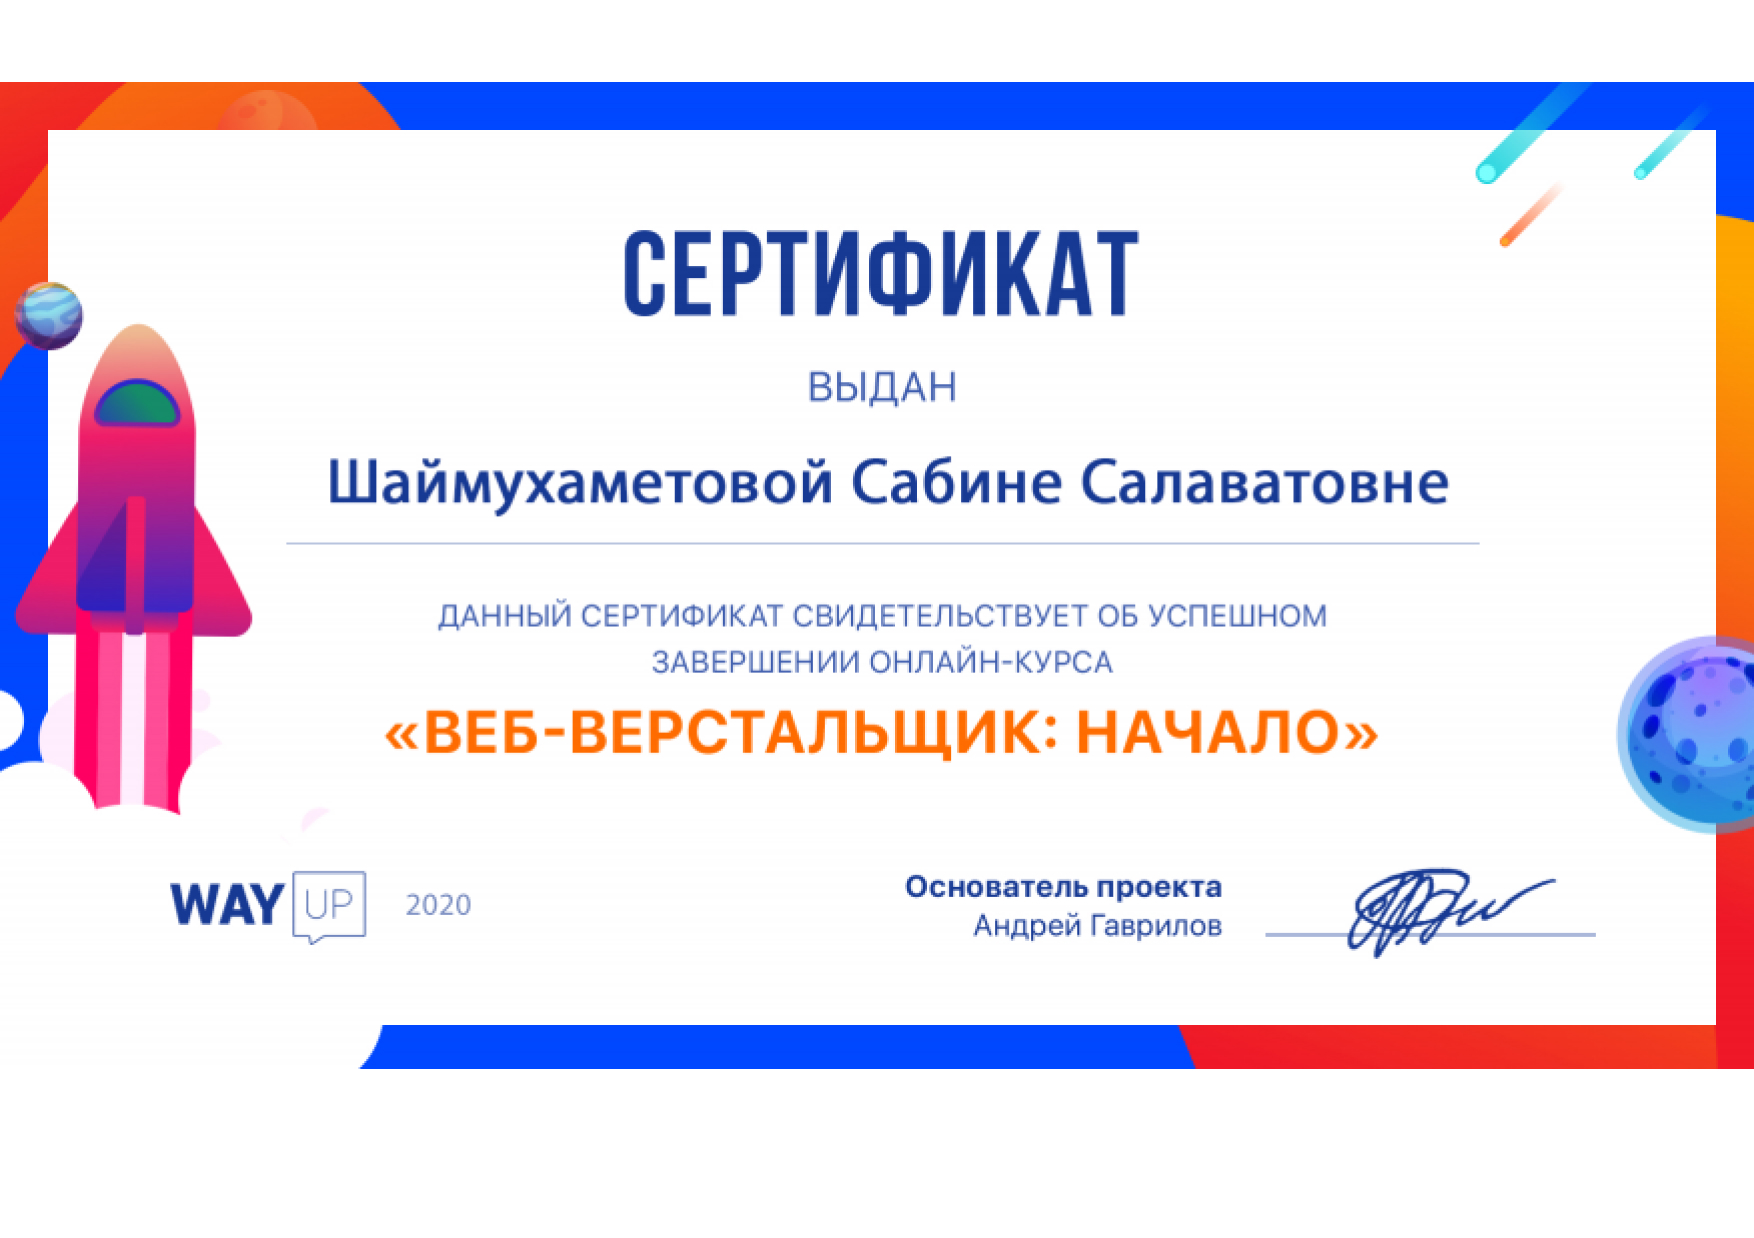 СЕРТИФИКАТ
ВЫДАН
Шаймухаметовой Сабине Салаватовне
ДАННЫЙ СЕРТИФИКАТ СВИДЕТЕЛЬСТВУЕТ ОБ УСПЕШНОМ
ЗАВЕРШЕНИИ ОНЛАЙН-КУРСА
«ВЕБ-ВЕРСТАЛЬЩИК: НАЧАЛО»
WAY UP 2020
Основатель проекта
Андрей Гаврилов